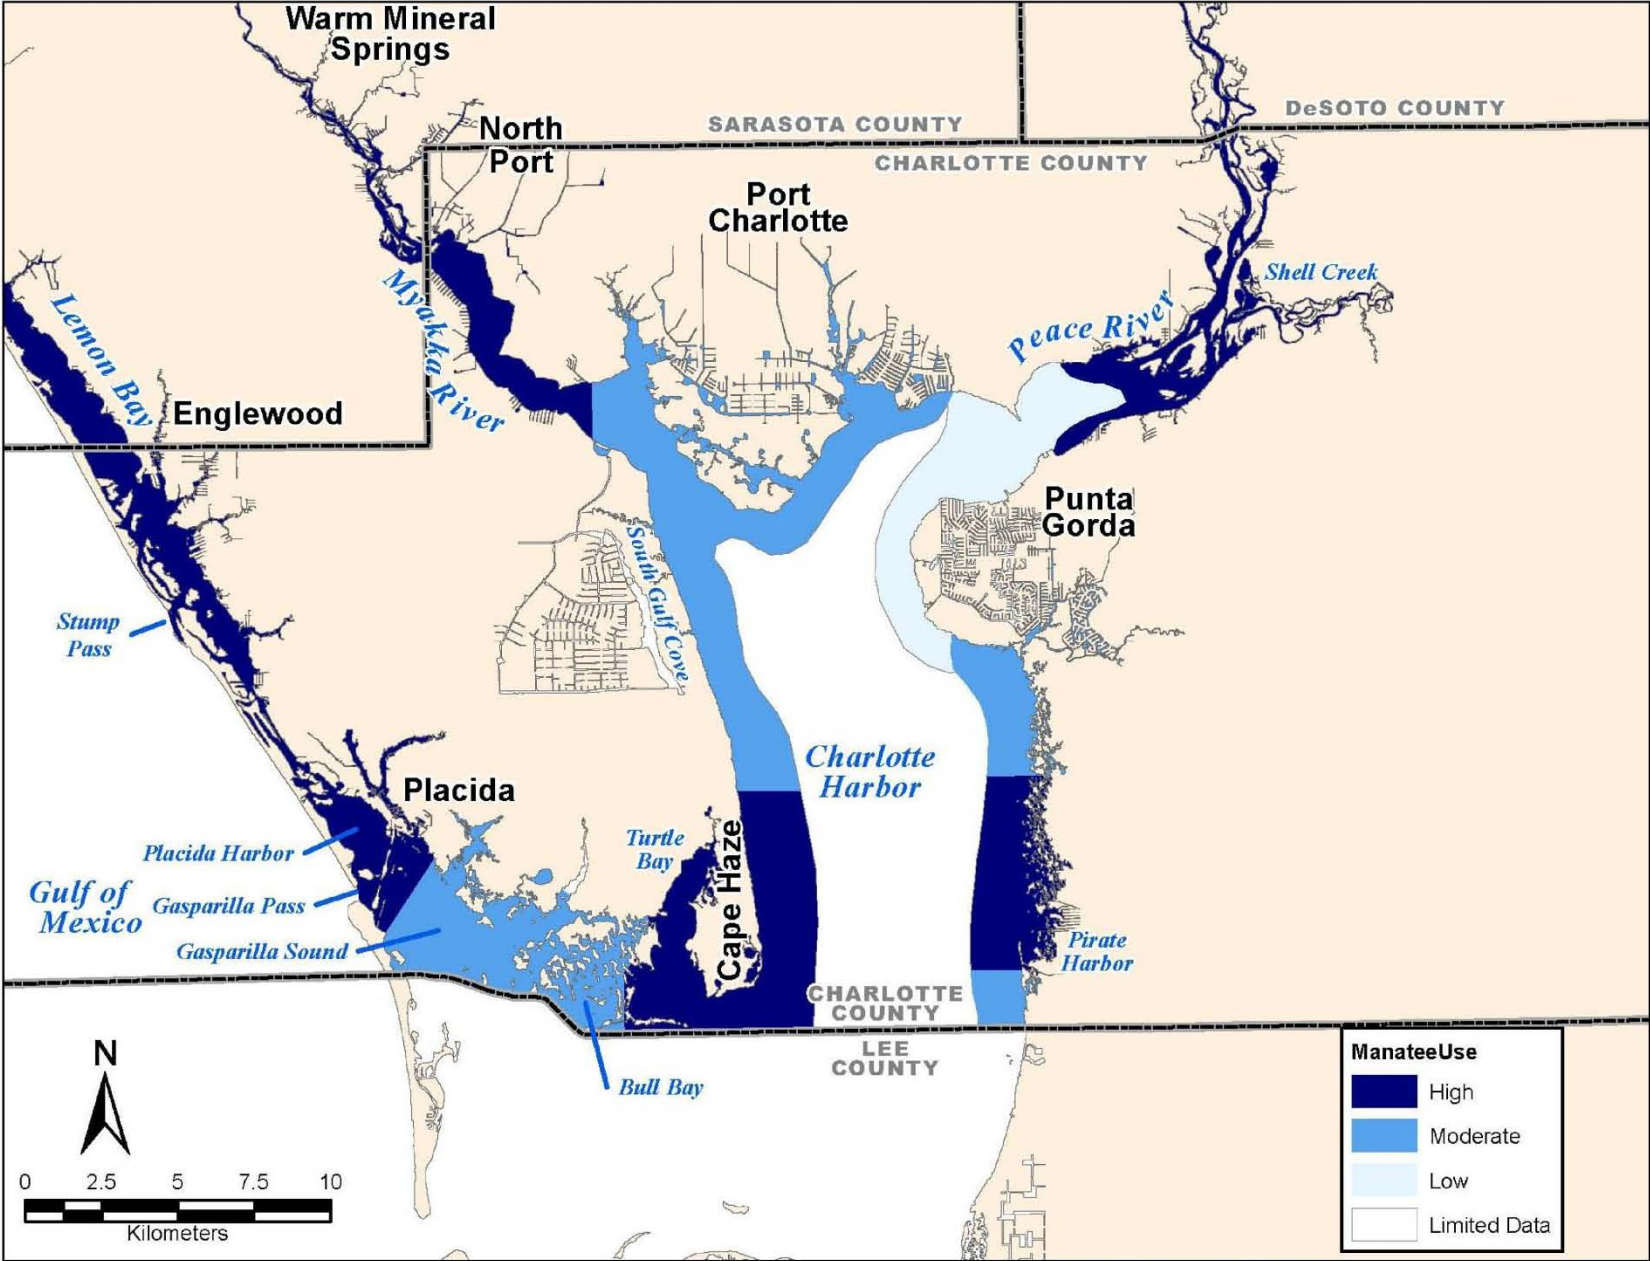 Warm Mineral
Springs
North
Port
SARASOTA COUNTY
DeSOTO COUNTY
CHARLOTTE COUNTY
Port
Charlotte
Shell Creek
Lemon Bay
Myakka River
Peace River
Englewood
Punta
Gorda
South Gulf Cove
Stump
Pass
Charlotte
Harbor
Placida
Turtle
Bay
Cape Haze
Placida Harbor
Gulf of
Mexico
Gasparilla Pass
Gasparilla Sound
Pirate
Harbor
CHARLOTTE
COUNTY
LEE
COUNTY
Bull Bay
N
0 2.5 5 7.5 10
Kilometers
ManateeUse
High
Moderate
Low
Limited Data